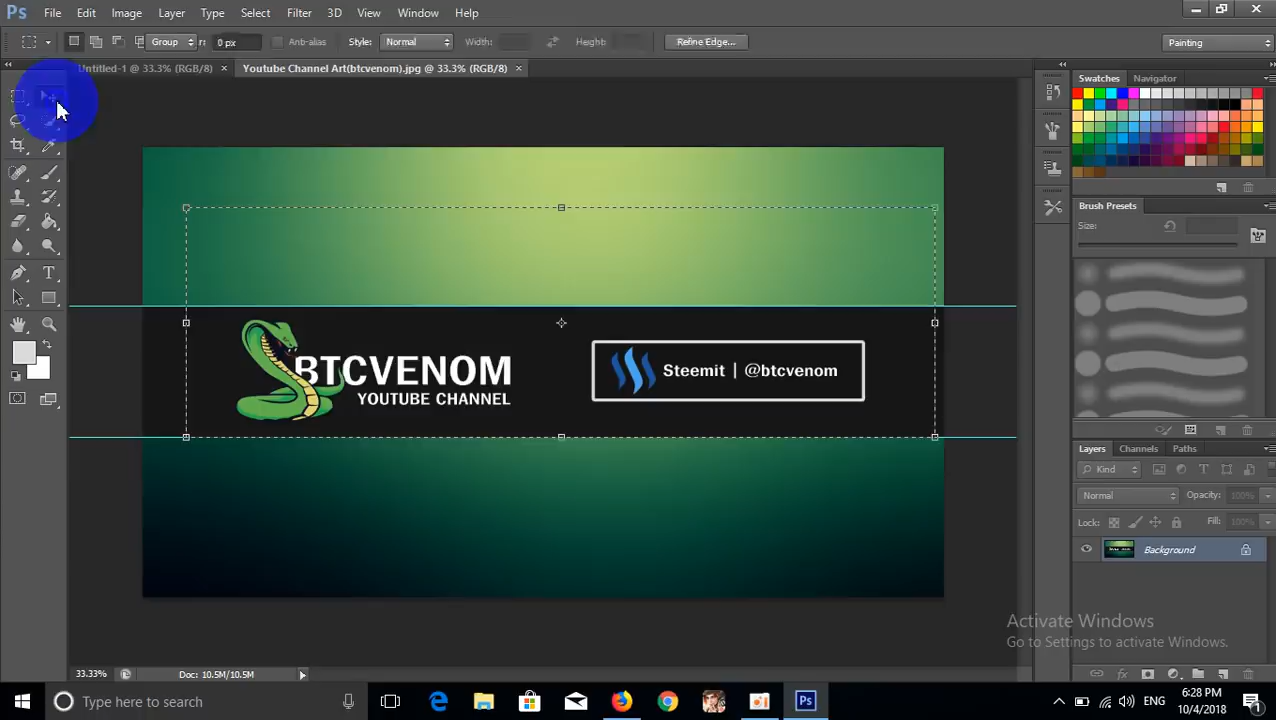 Ps File Edit Image Layer Type Select Filter 3D View Window Help
Group 0 px Anti-alias Style: Normal Width: Height: Refine Edge... Painting
Untitled-1 @ 33.3% (RGB/8) × Youtube Channel Art(btcvenom).jpg @ 33.3% (RGB/8) ×
Swatches Navigator
Brush Presets
Size:
BTCVENOM
YOUTUBE CHANNEL
Steemit | @btcvenom
Layers Channels Paths
Kind
Normal Opacity: 100%
Lock: Fill: 100%
Background
Activate Windows
Go to Settings to activate Windows.
33.33% Doc: 10.5M/10.5M
Type here to search
Ps
ENG
6:28 PM
10/4/2018
1